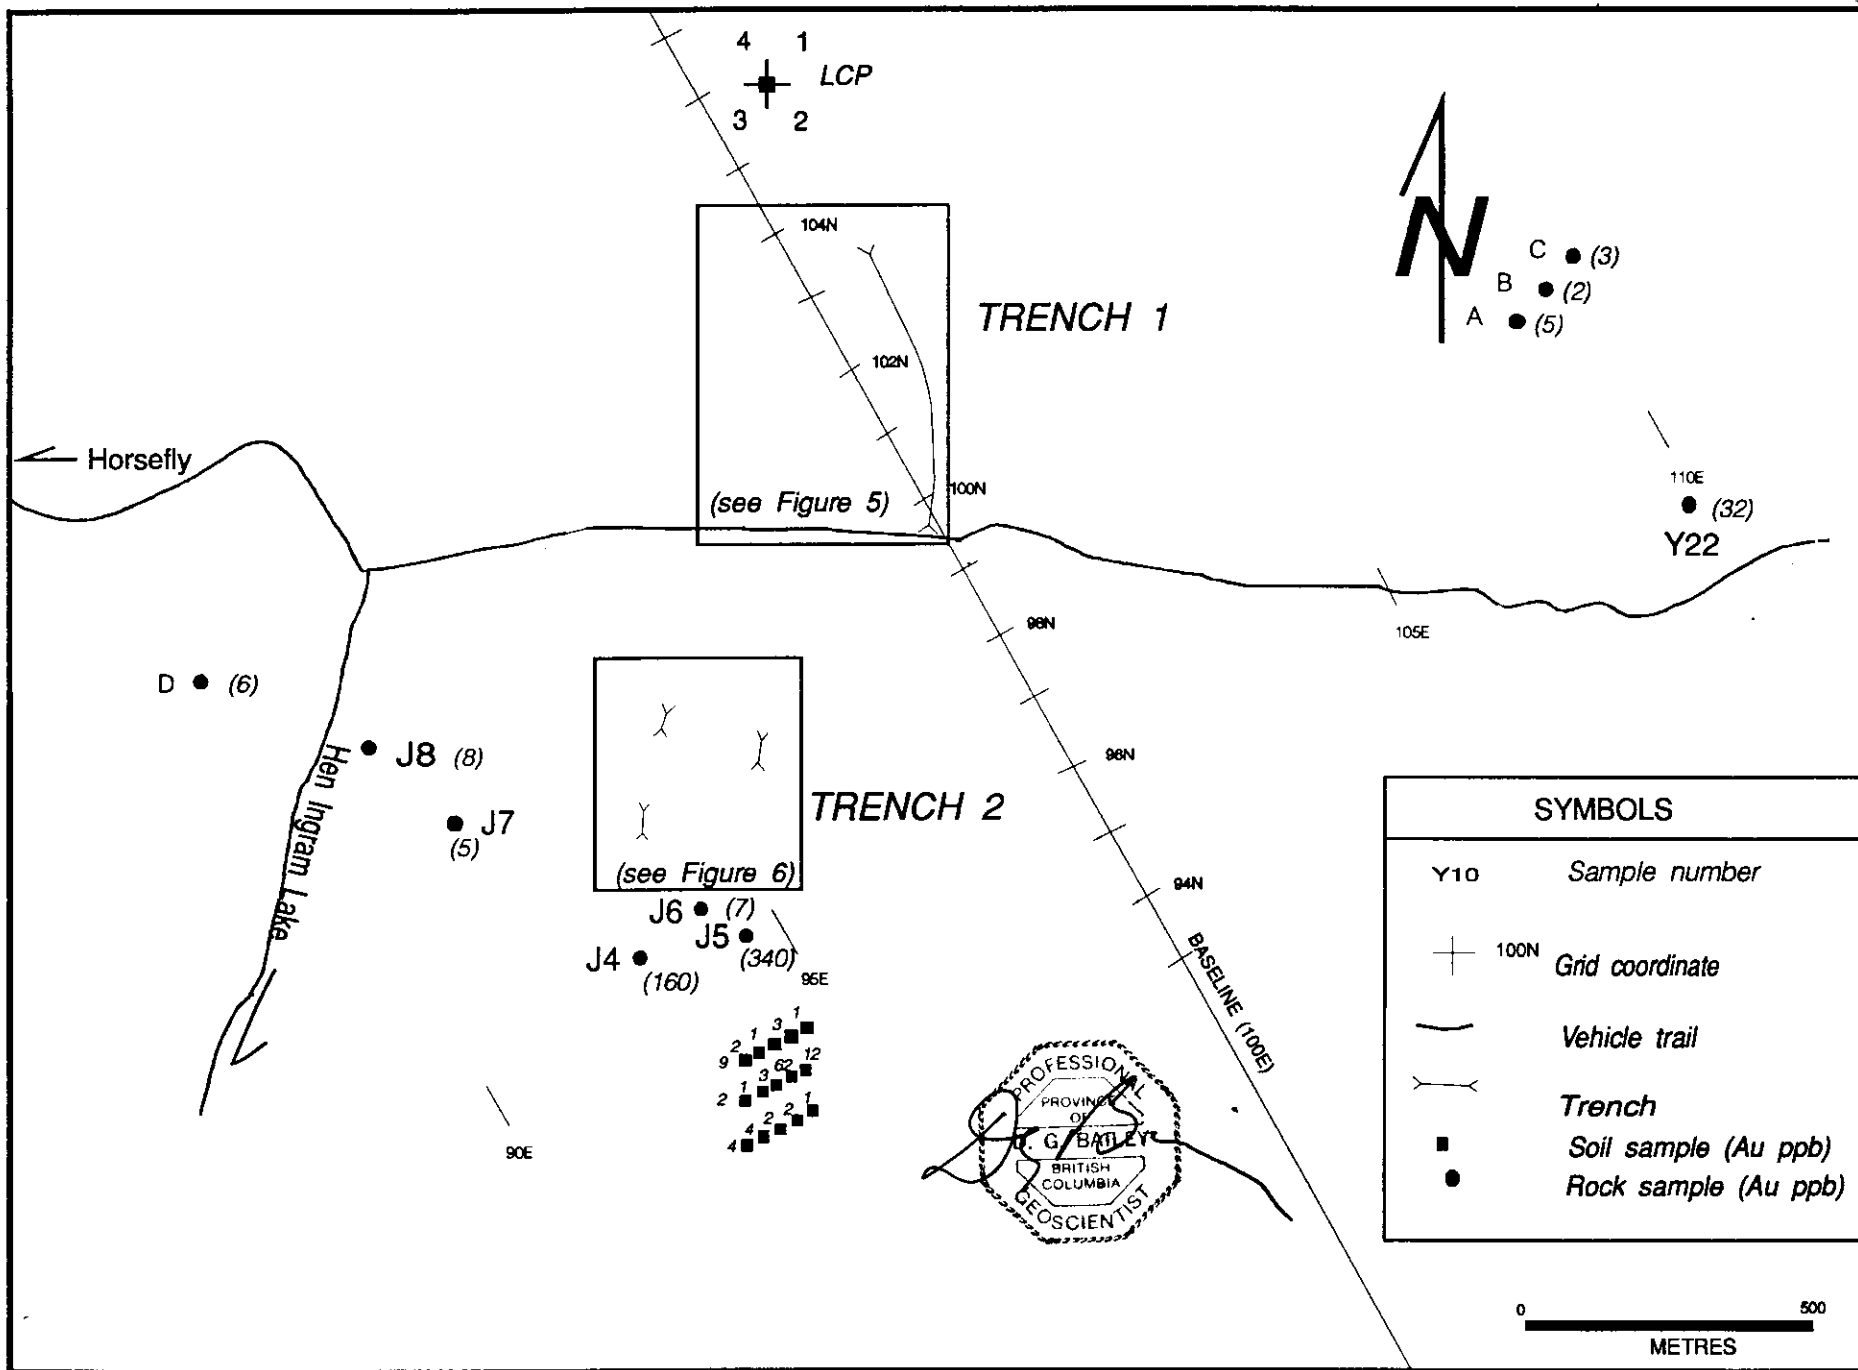 4 1
LCP
3 2
104N
N
C (3)
B (2)
A (5)
TRENCH 1
102N
Horsefly
100N
(see Figure 5)
110E
(32)
Y22
98N
105E
D (6)
J8 (8)
96N
Hen Ingram Lake
J7
(5)
TRENCH 2
(see Figure 6)
94N
J6 (7)
J5
(340)
J4
(160)
95E
BASELINE (100E)
9 2 1 3 1
2 1 3 62 12
4 4 2 2 1
90E
PROFESSIONAL
PROVINCE
OF
G. BAILEY
BRITISH
COLUMBIA
GEOSCIENTIST
SYMBOLS
Y10 Sample number
100N Grid coordinate
Vehicle trail
Trench
Soil sample (Au ppb)
Rock sample (Au ppb)
0 500
METRES